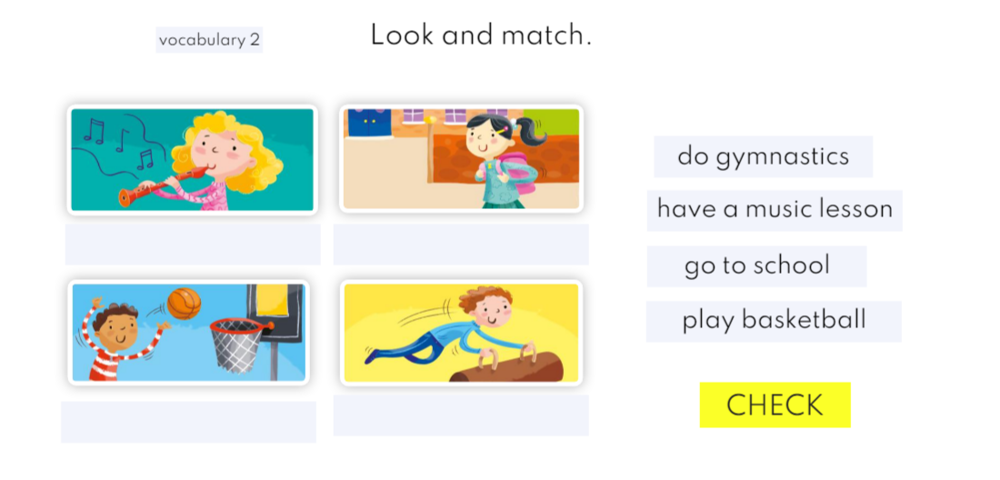 vocabulary 2
Look and match.
do gymnastics
have a music lesson
go to school
play basketball
CHECK